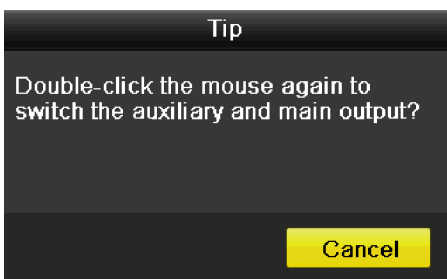 Tip
Double-click the mouse again to
switch the auxiliary and main output?
Cancel